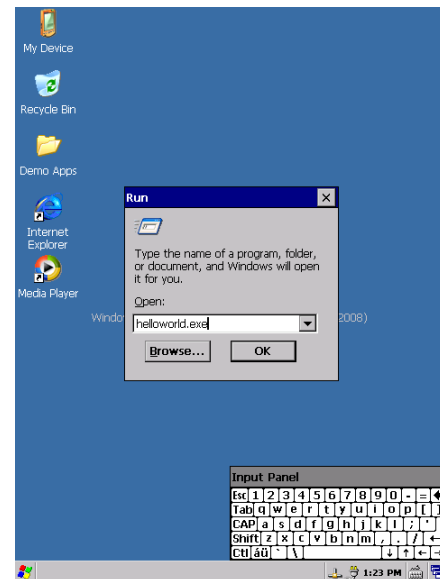 My Device
Recycle Bin
Demo Apps
Internet
Explorer
Media Player
Windo
2008)
Run
Type the name of a program, folder,
or document, and Windows will open
it for you.
Open:
helloworld.exe
Browse...
OK
Input Panel
Esc 1 2 3 4 5 6 7 8 9 0 - =
Tab q w e r t y u i o p [ ]
CAP a s d f g h j k l ; '
Shift z x c v b n m , . /
Ctl áü ` \
1:23 PM